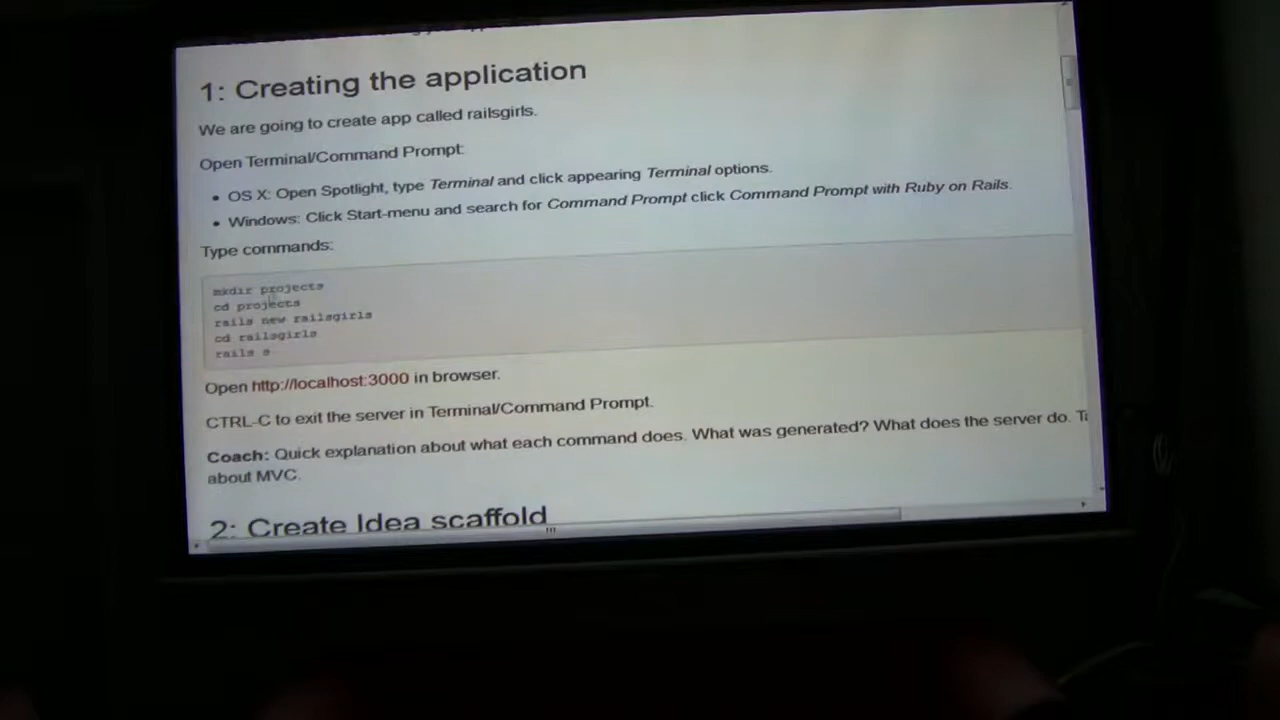 1: Creating the application
We are going to create app called railsgirls.
Open Terminal/Command Prompt:
OS X: Open Spotlight, type Terminal and click appearing Terminal options.
Windows: Click Start-menu and search for Command Prompt click Command Prompt with Ruby on Rails.
Type commands:
mkdir projects
cd projects
rails new railsgirls
cd railsgirls
rails s
Open http://localhost:3000 in browser.
CTRL-C to exit the server in Terminal/Command Prompt.
Coach: Quick explanation about what each command does. What was generated? What does the server do.
about MVC.
2: Create Idea scaffold